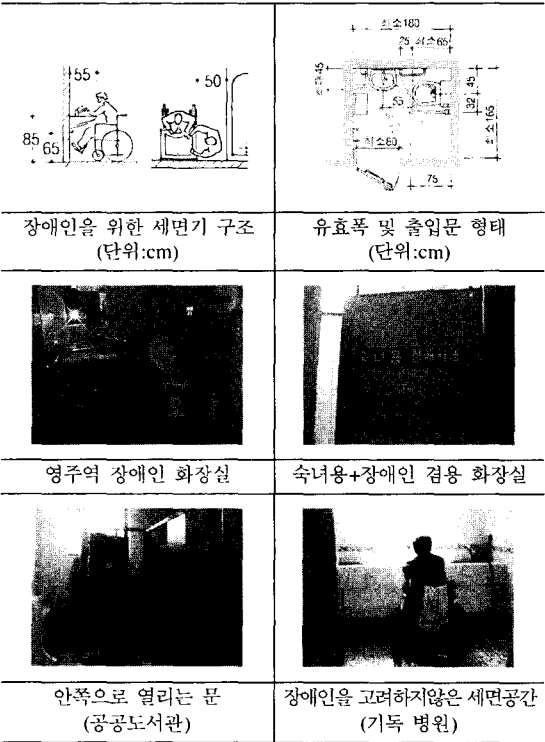 55
50
85
65
최소180
25 최소65
45
45
55
32
최소165
최소80
75
장애인을 위한 세면기 구조
(단위:cm)
유효폭 및 출입문 형태
(단위:cm)
영주역 장애인 화장실
숙녀용+장애인 겸용 화장실
안쪽으로 열리는 문
(공공도서관)
장애인을 고려하지않은 세면공간
(기독 병원)